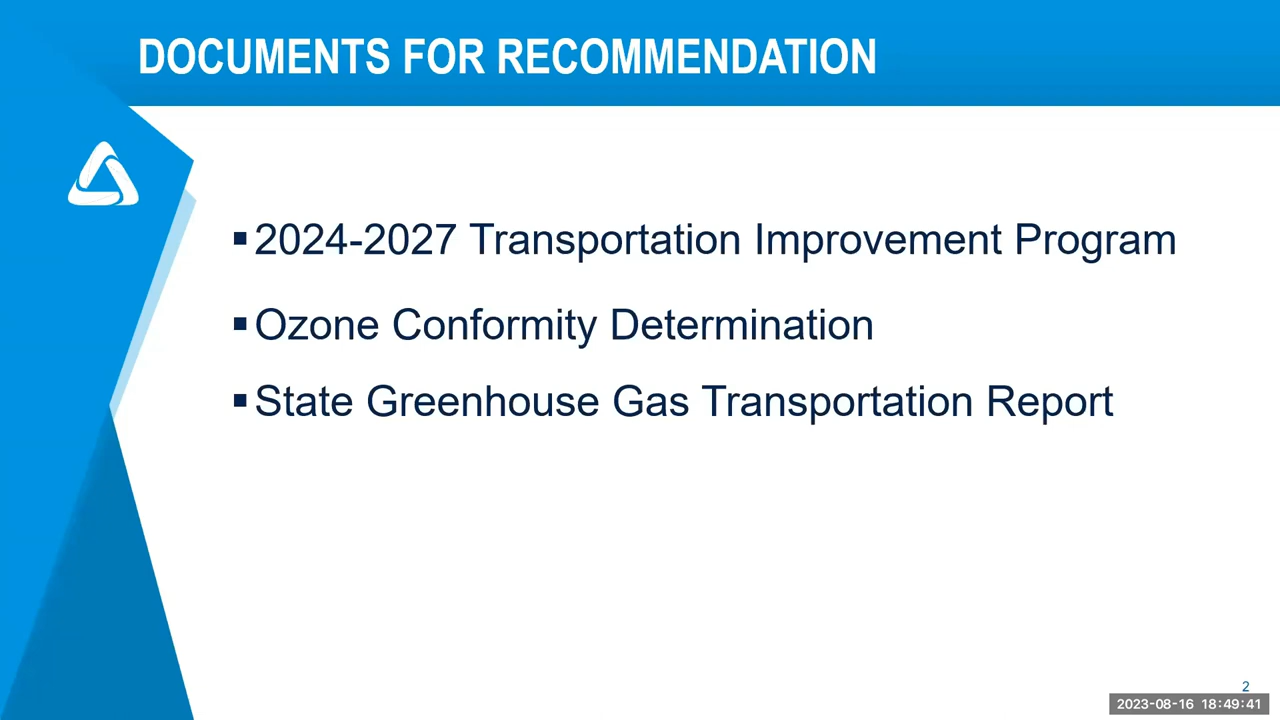 DOCUMENTS FOR RECOMMENDATION
▪2024-2027 Transportation Improvement Program
▪Ozone Conformity Determination
▪State Greenhouse Gas Transportation Report
2
2023-08-16 18:49:41